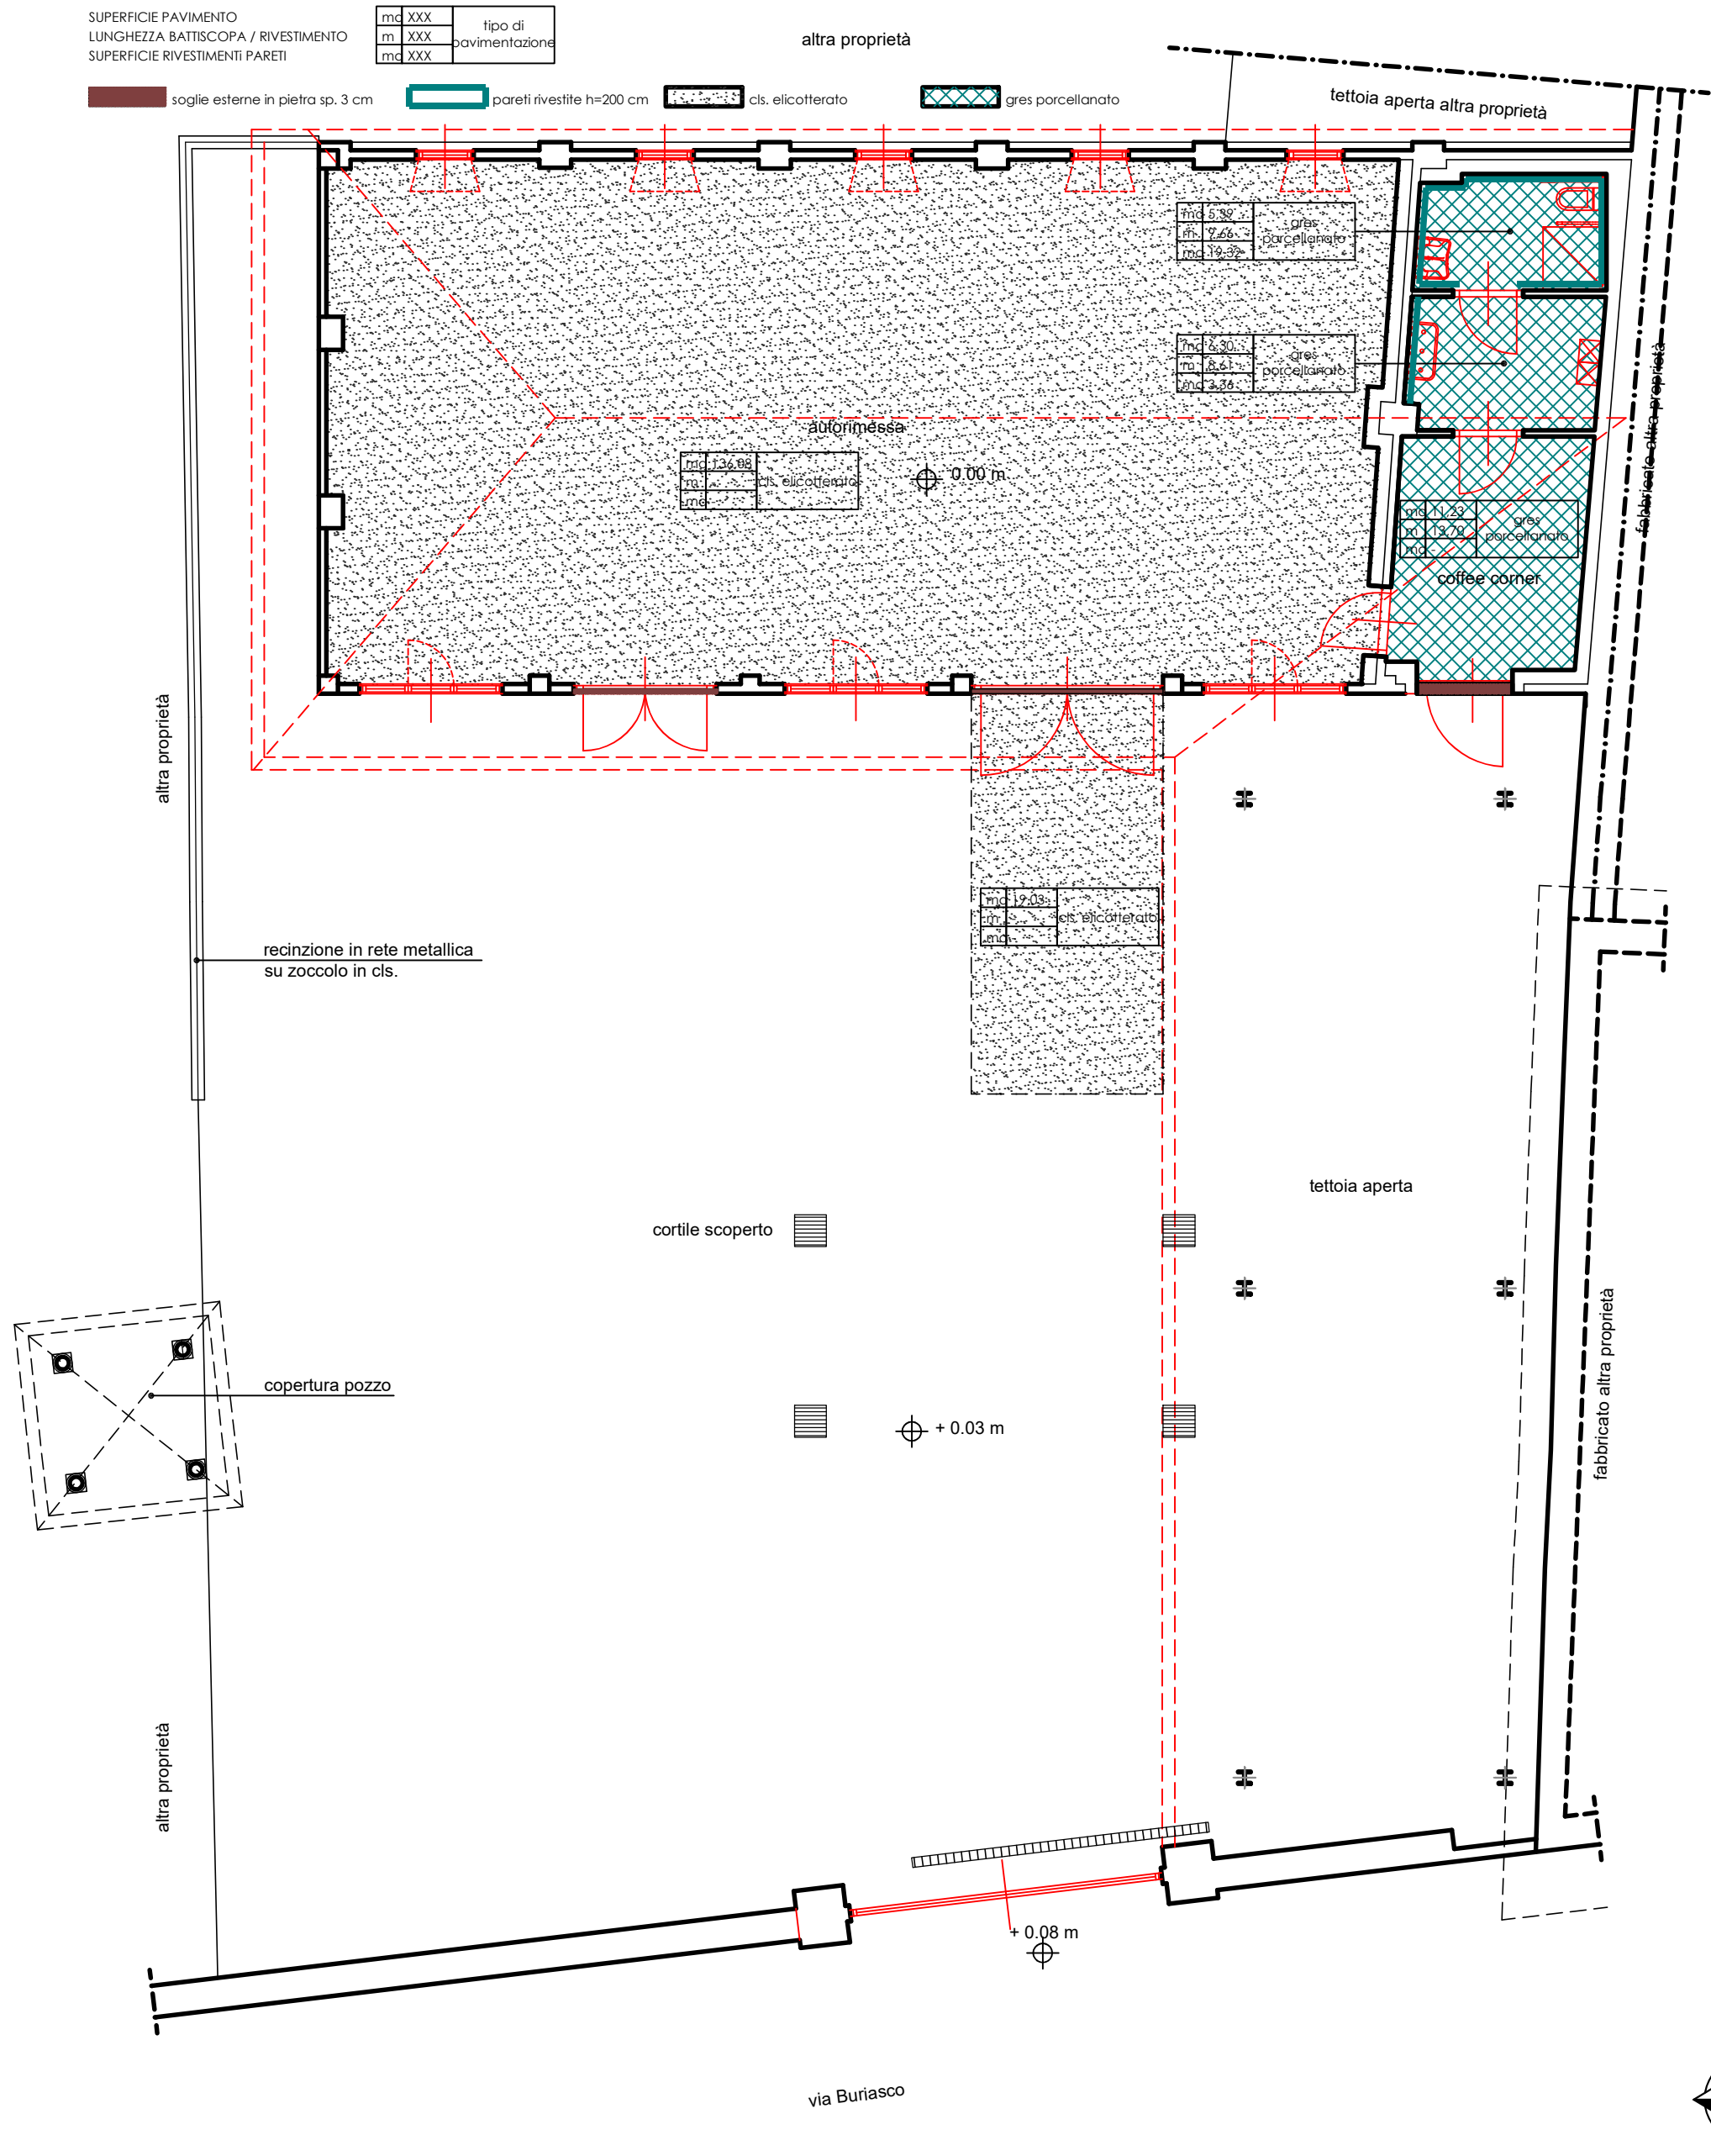 SUPERFICIE PAVIMENTO
LUNGHEZZA BATTISCOPA / RIVESTIMENTO
SUPERFICIE RIVESTIMENTi PARETI
mq XXX
m XXX
mq XXX
tipo di
pavimentazione
altra proprietà
soglie esterne in pietra sp. 3 cm
pareti rivestite h=200 cm
cls. elicotterato
gres porcellanato
tettoia aperta altra proprietà
mq 5.39
m 9.66
mq 19.32
gres
porcellanato
mq 6.30
m 8.61
mq 3.36
gres
porcellanato
fabbricato altra proprietà
autorimessa
mq 136.98
m -
mq -
cls. elicotterato
0.00 m
mq 11.23
m 13.70
mq -
gres
porcellanato
coffee corner
altra proprietà
mq 19.03
m -
mq -
cls. elicotterato
recinzione in rete metallica
su zoccolo in cls.
tettoia aperta
cortile scoperto
copertura pozzo
+ 0.03 m
fabbricato altra proprietà
altra proprietà
+ 0.08 m
via Buriasco